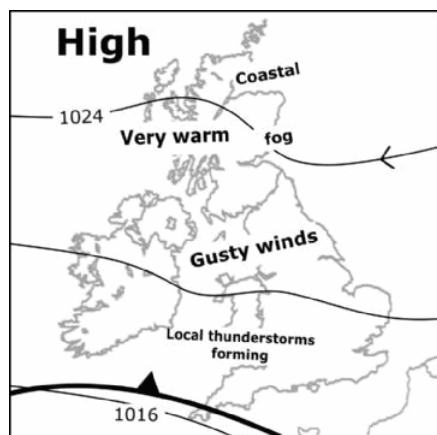 High
Coastal
1024
Very warm
fog
Gusty winds
Local thunderstorms
forming
1016